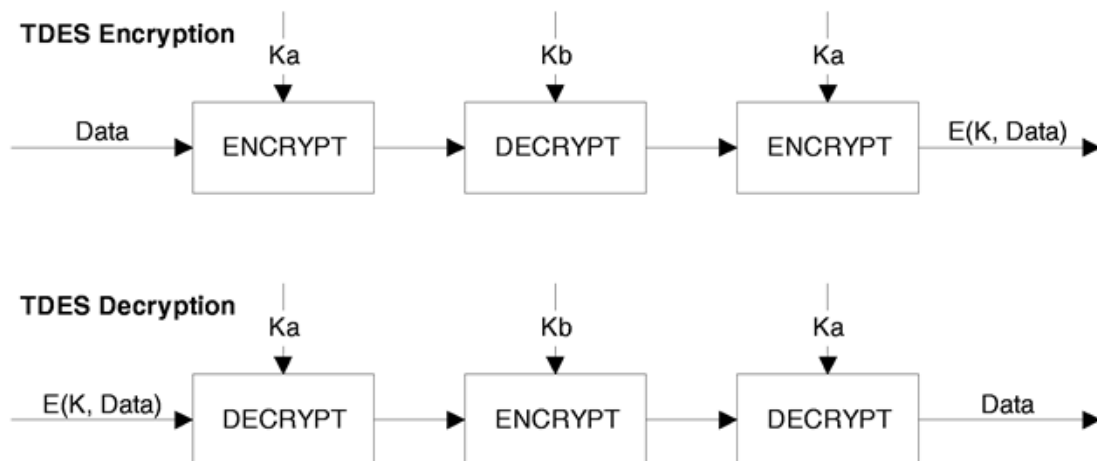 TDES Encryption
Ka Kb Ka
Data ENCRYPT DECRYPT ENCRYPT E(K, Data)
TDES Decryption
Ka Kb Ka
E(K, Data) DECRYPT ENCRYPT DECRYPT Data